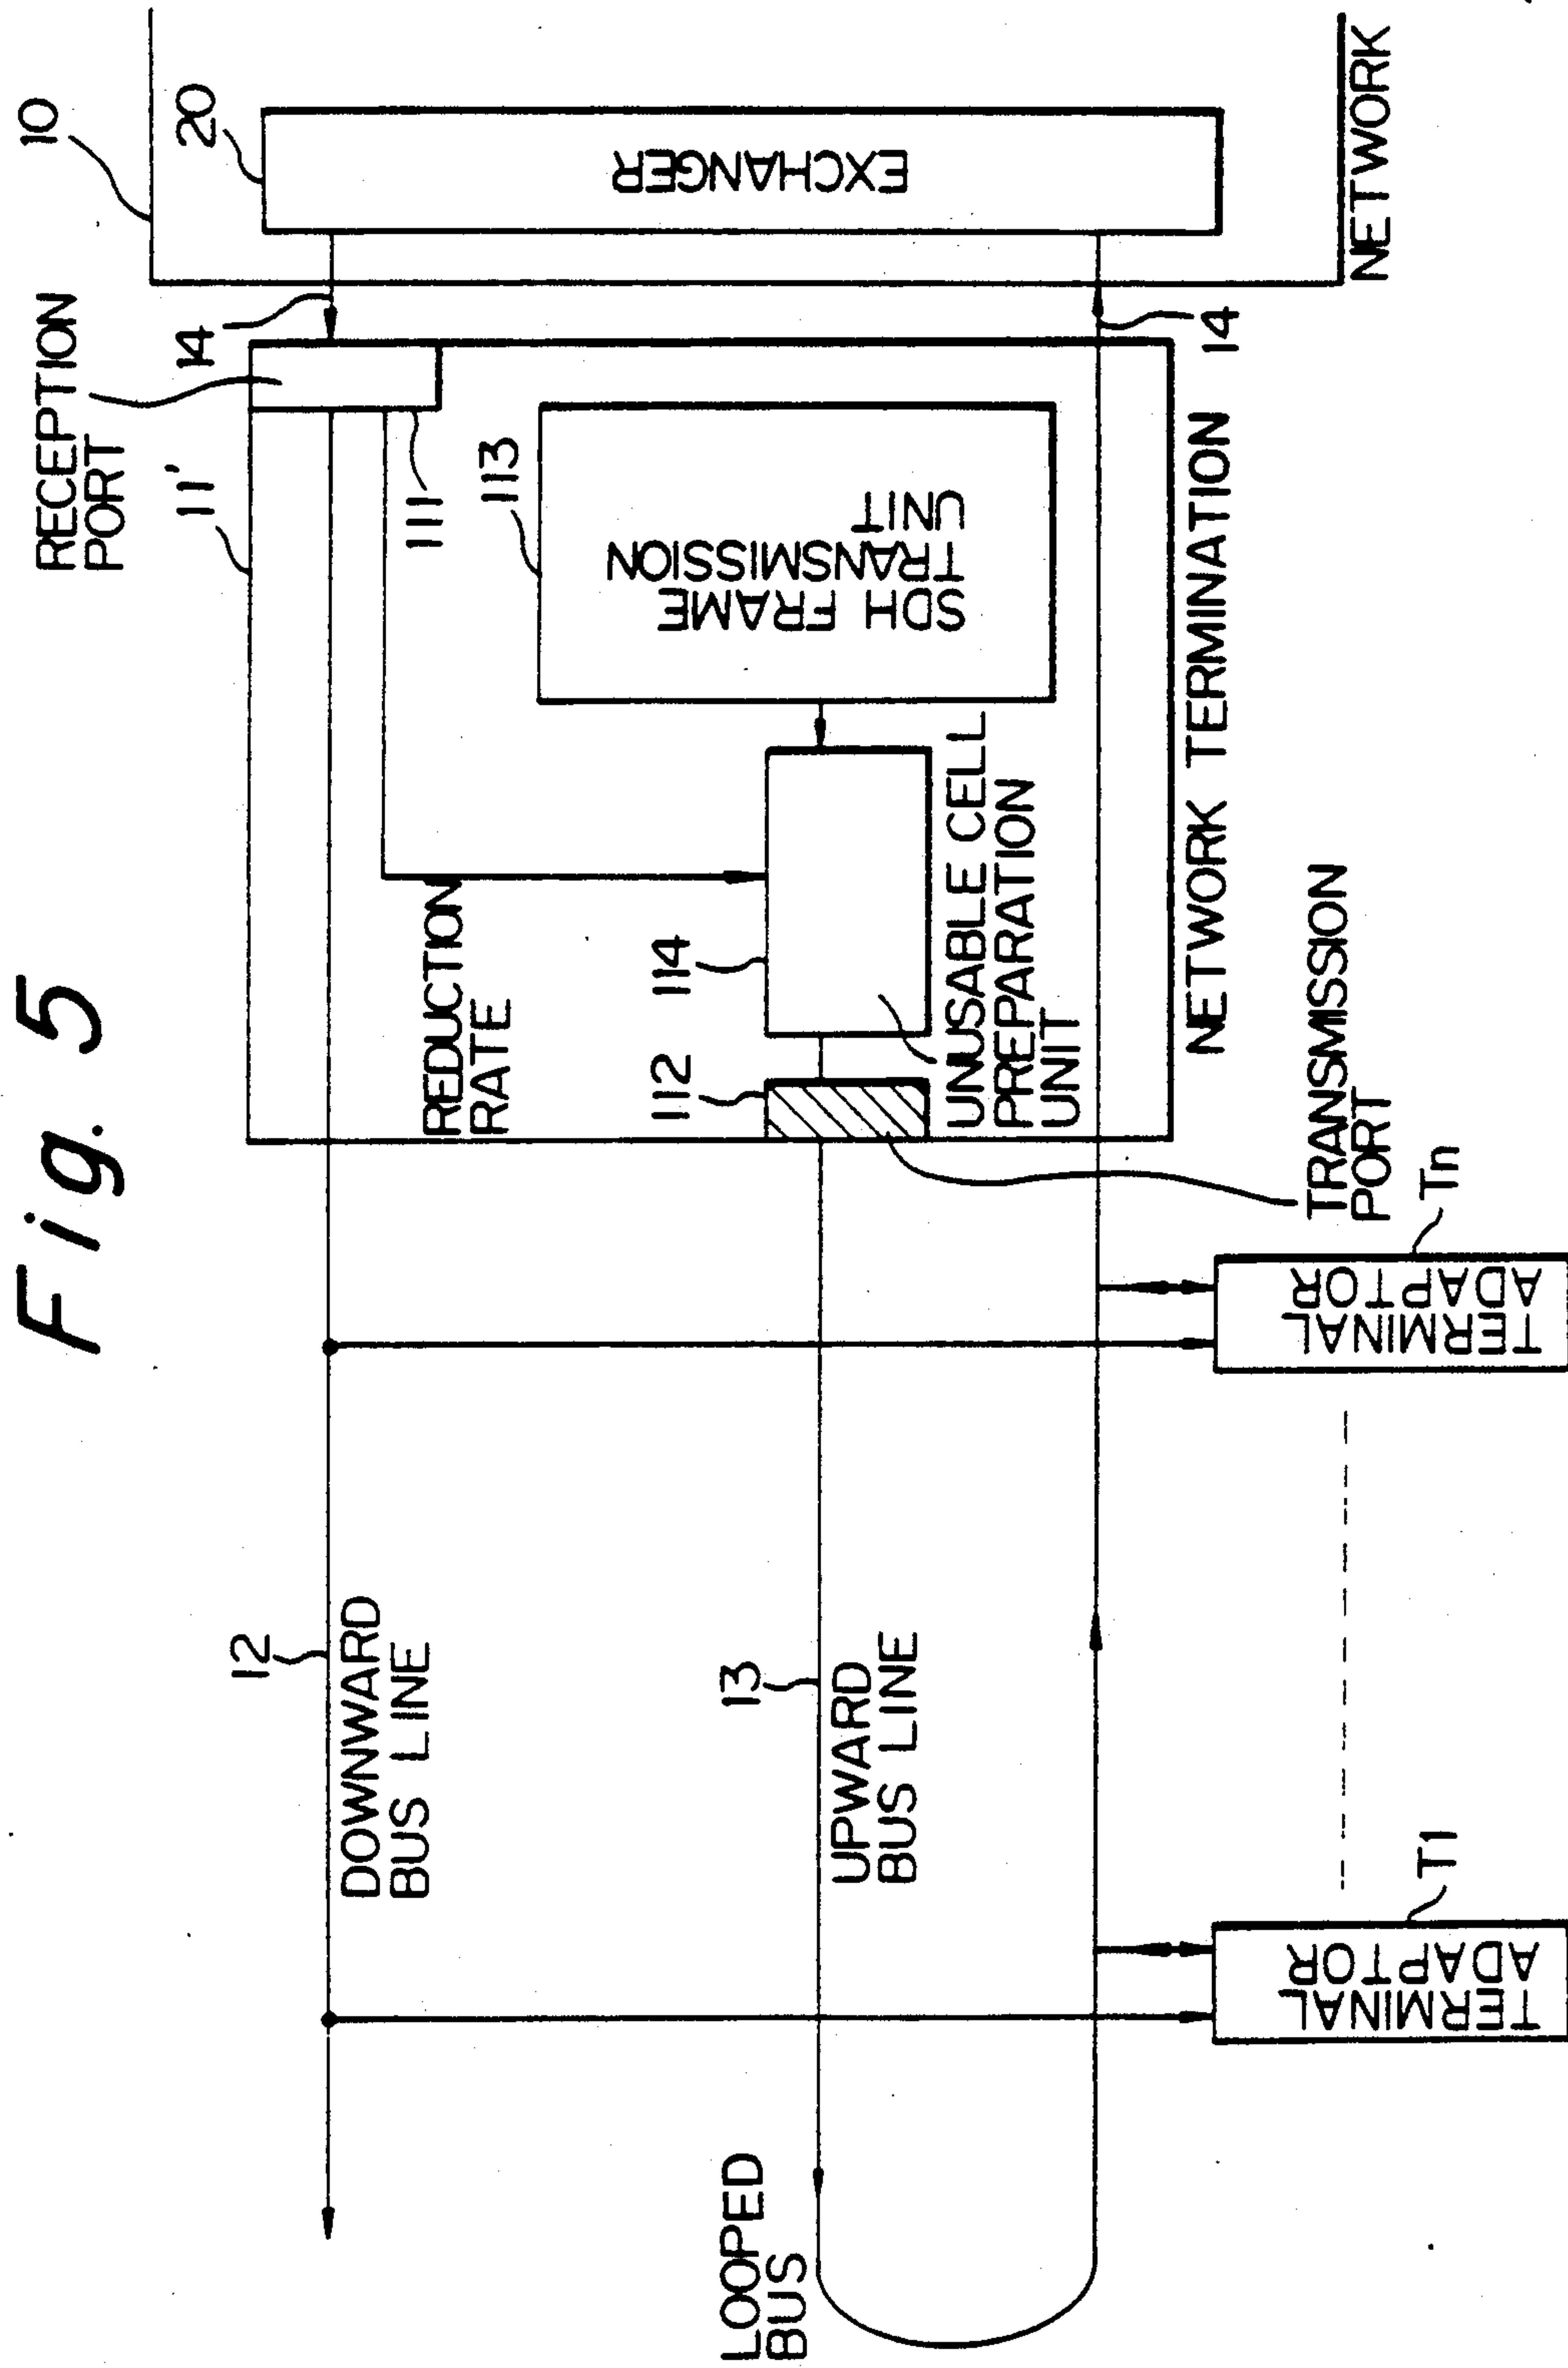 Fig. 5
10
20
EXCHANGER
NETWORK
RECEPTION
PORT
14
11'
111
113
SDH FRAME
TRANSMISSION
UNIT
14
REDUCTION
RATE
114
112
UNUSABLE CELL
PREPARATION
UNIT
NETWORK TERMINATION
TRANSMISSION
PORT
12
DOWNWARD
BUS LINE
13
UPWARD
BUS LINE
LOOPED
BUS
Tn
TERMINAL
ADAPTOR
T1
TERMINAL
ADAPTOR